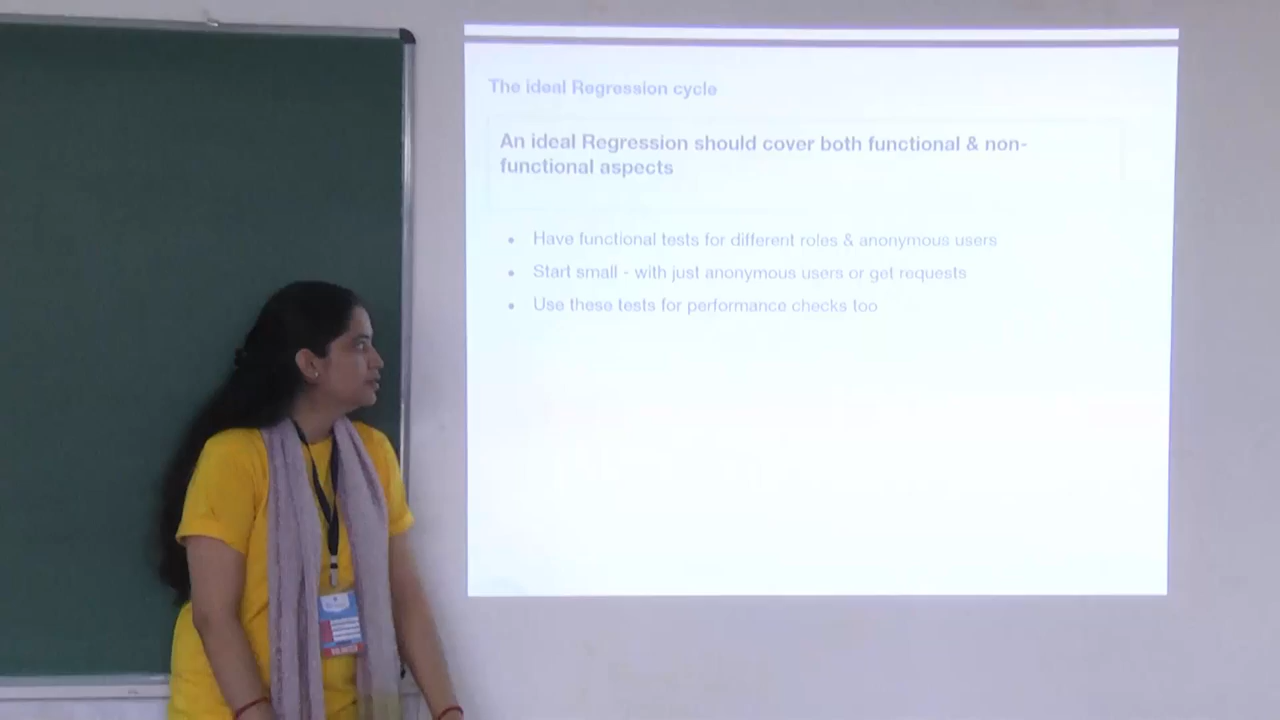 The ideal Regression cycle
An ideal Regression should cover both functional & non-
functional aspects
• Have functional tests for different roles & anonymous users
• Start small - with just anonymous users or get requests
• Use these tests for performance checks too